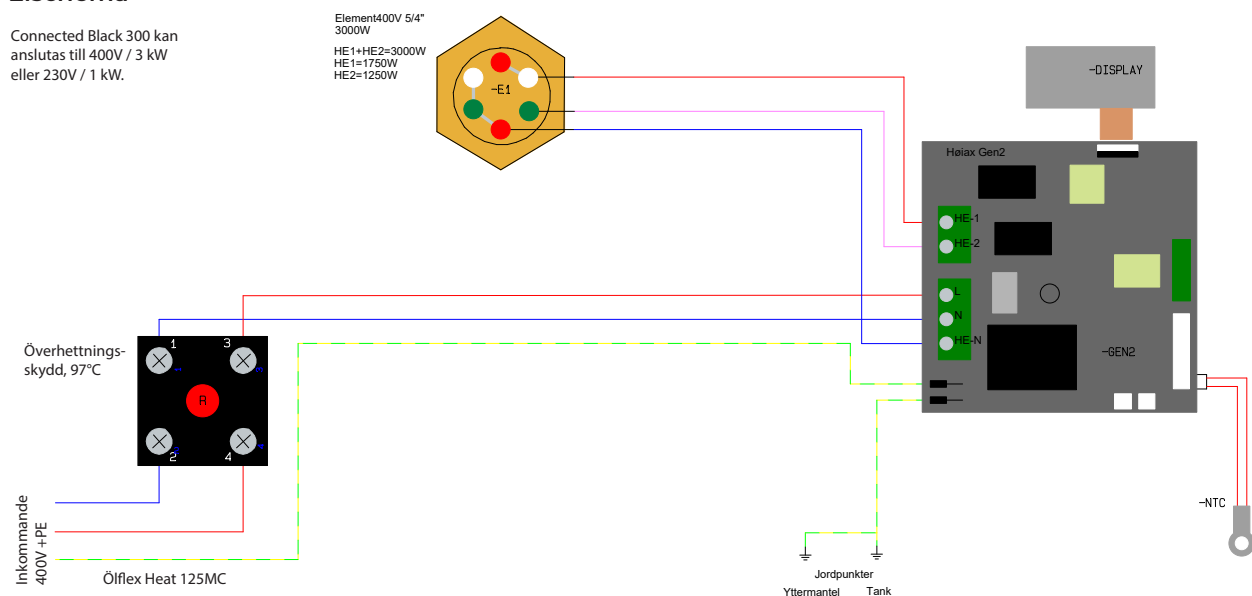 Connected Black 300 kan
anslutas till 400V / 3 kW
eller 230V / 1 kW.
Element400V 5/4"
3000W
HE1+HE2=3000W
HE1=1750W
HE2=1250W
-E1
-DISPLAY
Høiax Gen2
HE-1
HE-2
L
N
HE-N
-GEN2
Överhettnings-
skydd, 97°C
1
3
R
2
4
Inkommande
400V +PE
Ölflex Heat 125MC
-NTC
Jordpunkter
Yttermantel
Tank